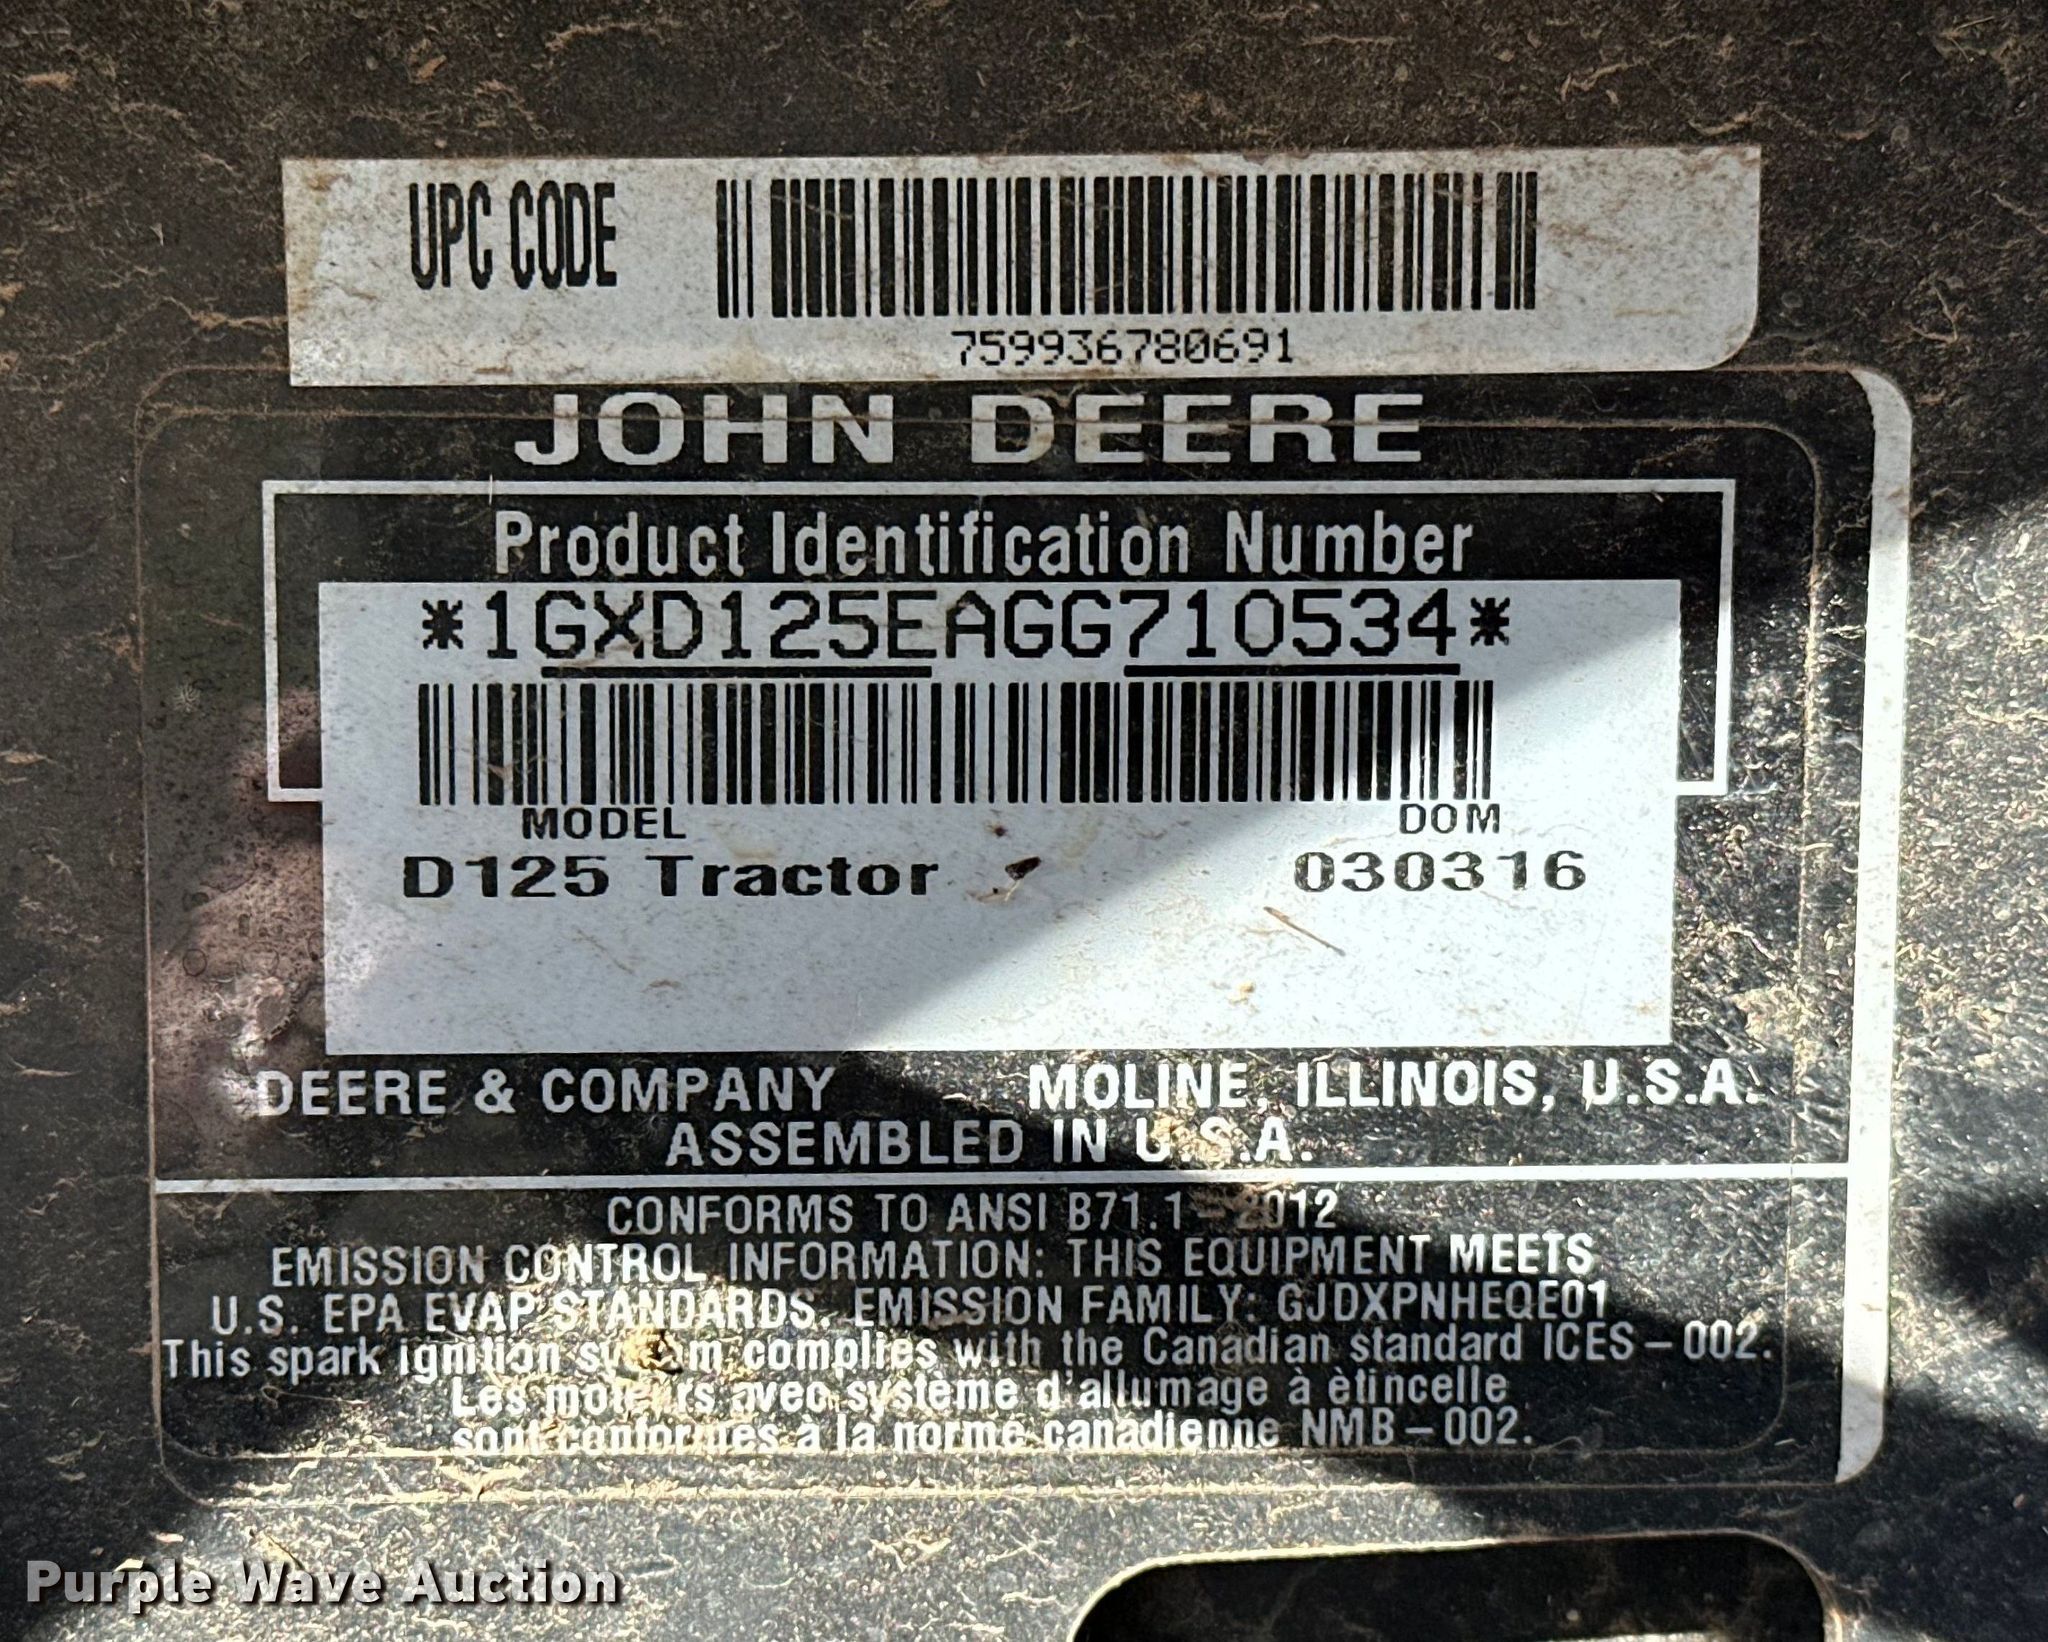 UPC CODE
759936780691
JOHN DEERE
Product Identification Number
*1GXD125EAGG710534*
MODEL DOM
D125 Tractor 030316
DEERE & COMPANY MOLINE, ILLINOIS, U.S.A.
ASSEMBLED IN U.S.A.
CONFORMS TO ANSI B71.1-2012
EMISSION CONTROL INFORMATION: THIS EQUIPMENT MEETS
U.S. EPA EVAP STANDARDS. EMISSION FAMILY: GJDXPNHEQE01
This spark ignition system complies with the Canadian standard ICES-002.
Les moteurs avec système d'allumage à ètincelle
sont conformes à la norme canadienne NMB-002.
Purple Wave Auction